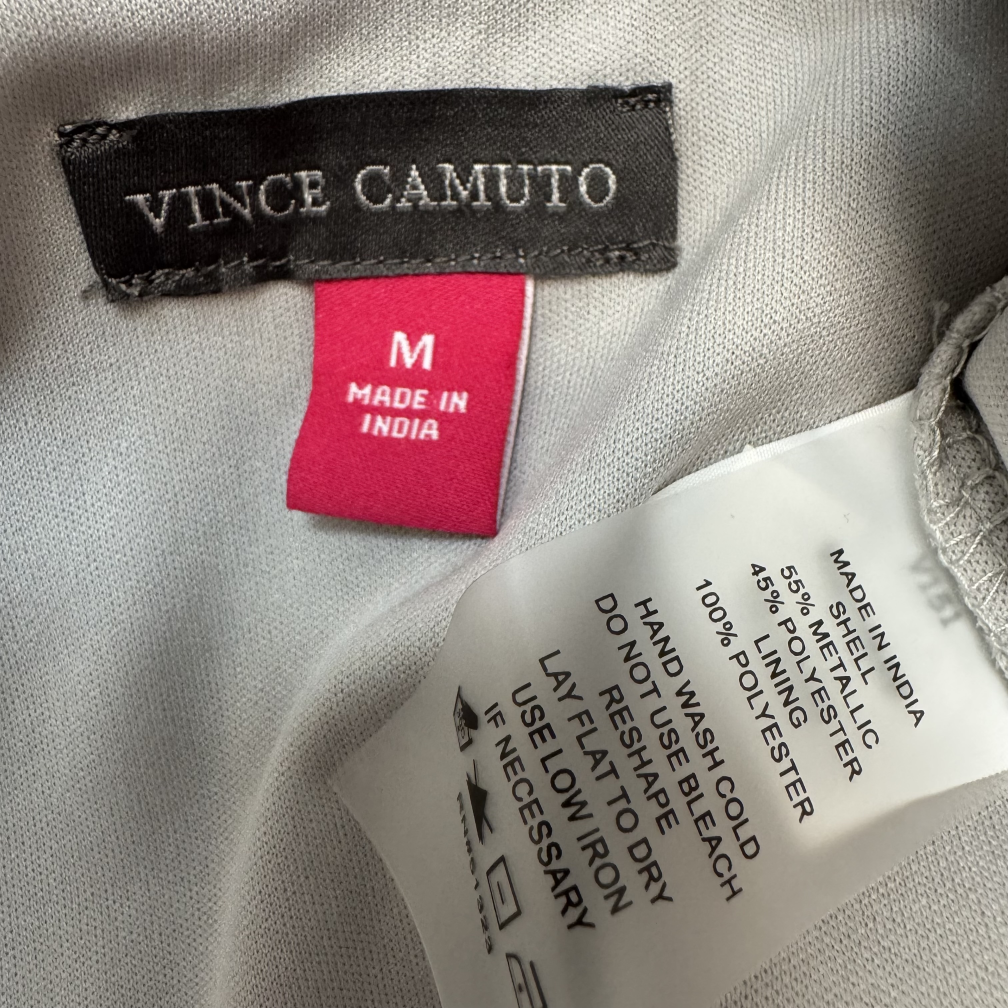 VINCE CAMUTO
M
MADE IN
INDIA
MADE IN INDIA
SHELL
55% METALLIC
45% POLYESTER
LINING
100% POLYESTER
HAND WASH COLD
DO NOT USE BLEACH
RESHAPE
LAY FLAT TO DRY
USE LOW IRON
IF NECESSARY